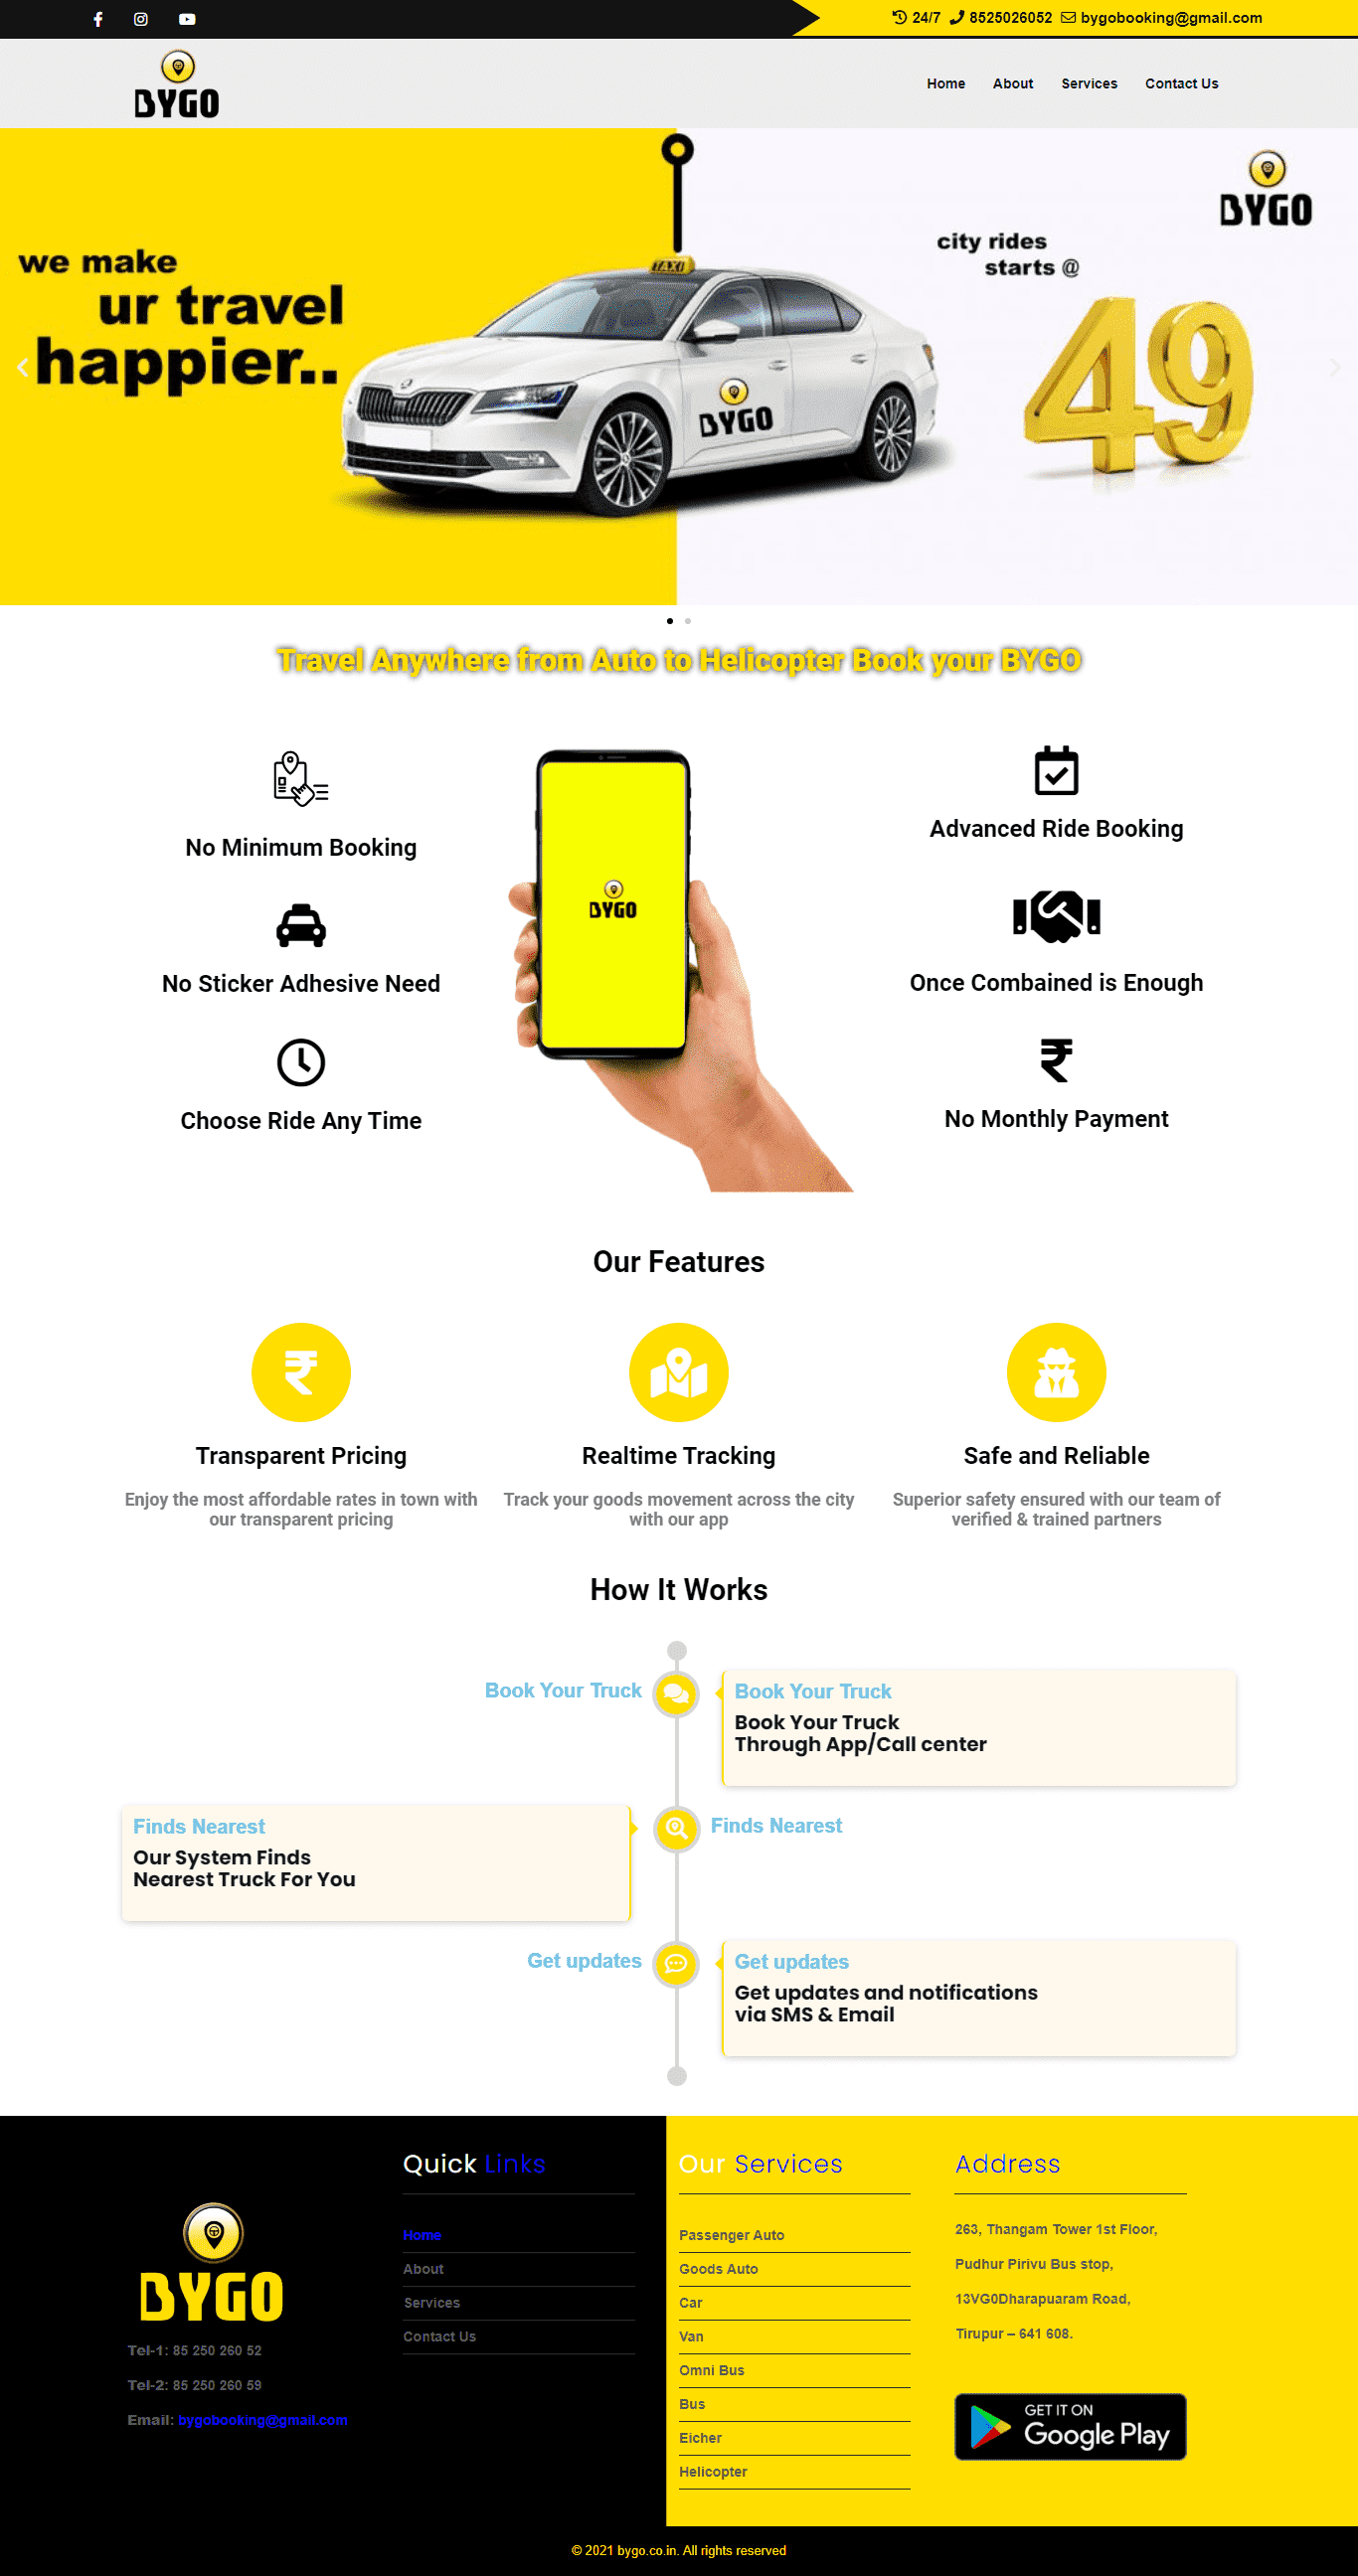 24/7 8525026052 bygobooking@gmail.com
BYGO
Home About Services Contact Us
BYGO
we make
ur travel
happier..
city rides
starts @
49
TAXI
BYGO
Travel Anywhere from Auto to Helicopter Book your BYGO
No Minimum Booking
No Sticker Adhesive Need
Choose Ride Any Time
BYGO
Advanced Ride Booking
Once Combained is Enough
No Monthly Payment
Our Features
Transparent Pricing
Enjoy the most affordable rates in town with
our transparent pricing
Realtime Tracking
Track your goods movement across the city
with our app
Safe and Reliable
Superior safety ensured with our team of
verified & trained partners
How It Works
Book Your Truck
Book Your Truck
Book Your Truck
Through App/Call center
Finds Nearest
Our System Finds
Nearest Truck For You
Finds Nearest
Get updates
Get updates
Get updates and notifications
via SMS & Email
BYGO
Tel-1: 85 250 260 52
Tel-2: 85 250 260 59
Email: bygobooking@gmail.com
Quick Links
Home
About
Services
Contact Us
Our Services
Passenger Auto
Goods Auto
Car
Van
Omni Bus
Bus
Eicher
Helicopter
Address
263, Thangam Tower 1st Floor,
Pudhur Pirivu Bus stop,
13VG0Dharapuaram Road,
Tirupur – 641 608.
GET IT ON
Google Play
© 2021 bygo.co.in. All rights reserved